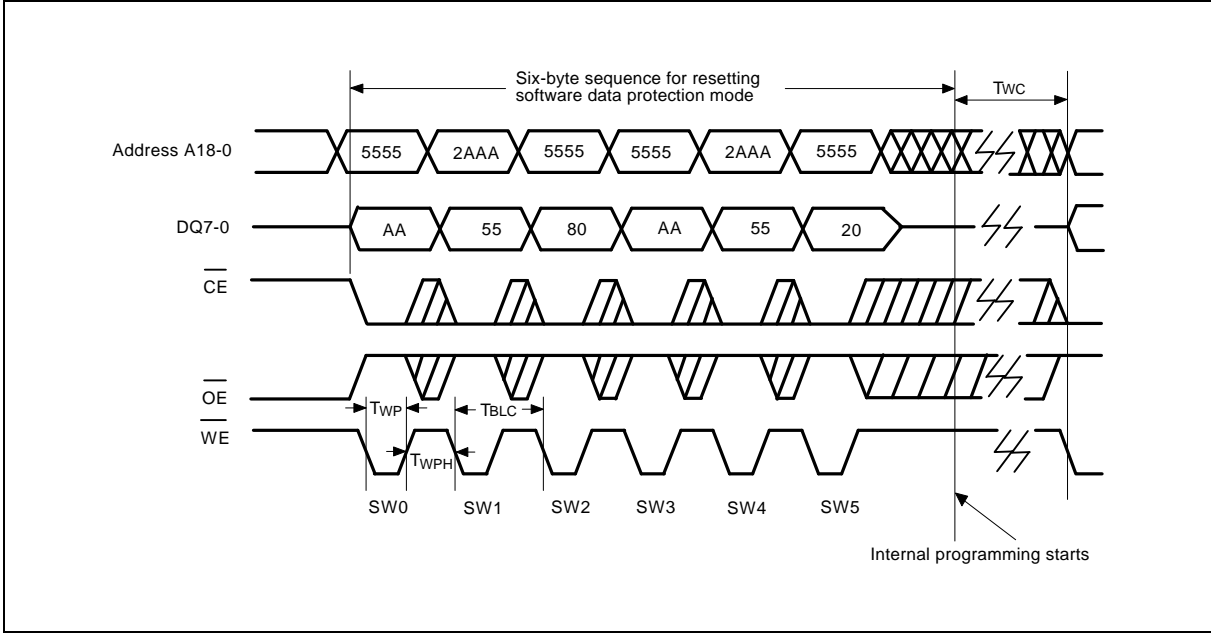 Six-byte sequence for resetting
software data protection mode
TWC
Address A18-0
5555 2AAA 5555 5555 2AAA 5555
DQ7-0
AA 55 80 AA 55 20
CE
OE
TWP
TBLC
WE
TWPH
SW0 SW1 SW2 SW3 SW4 SW5
Internal programming starts